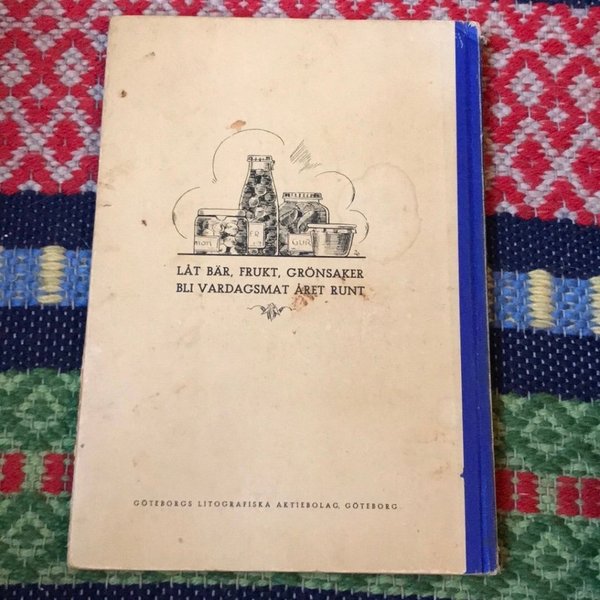 LÅT BÄR, FRUKT, GRÖNSAKER
BLI VARDAGSMAT ÅRET RUNT
GÖTEBORGS LITOGRAFISKA AKTIEBOLAG, GÖTEBORG